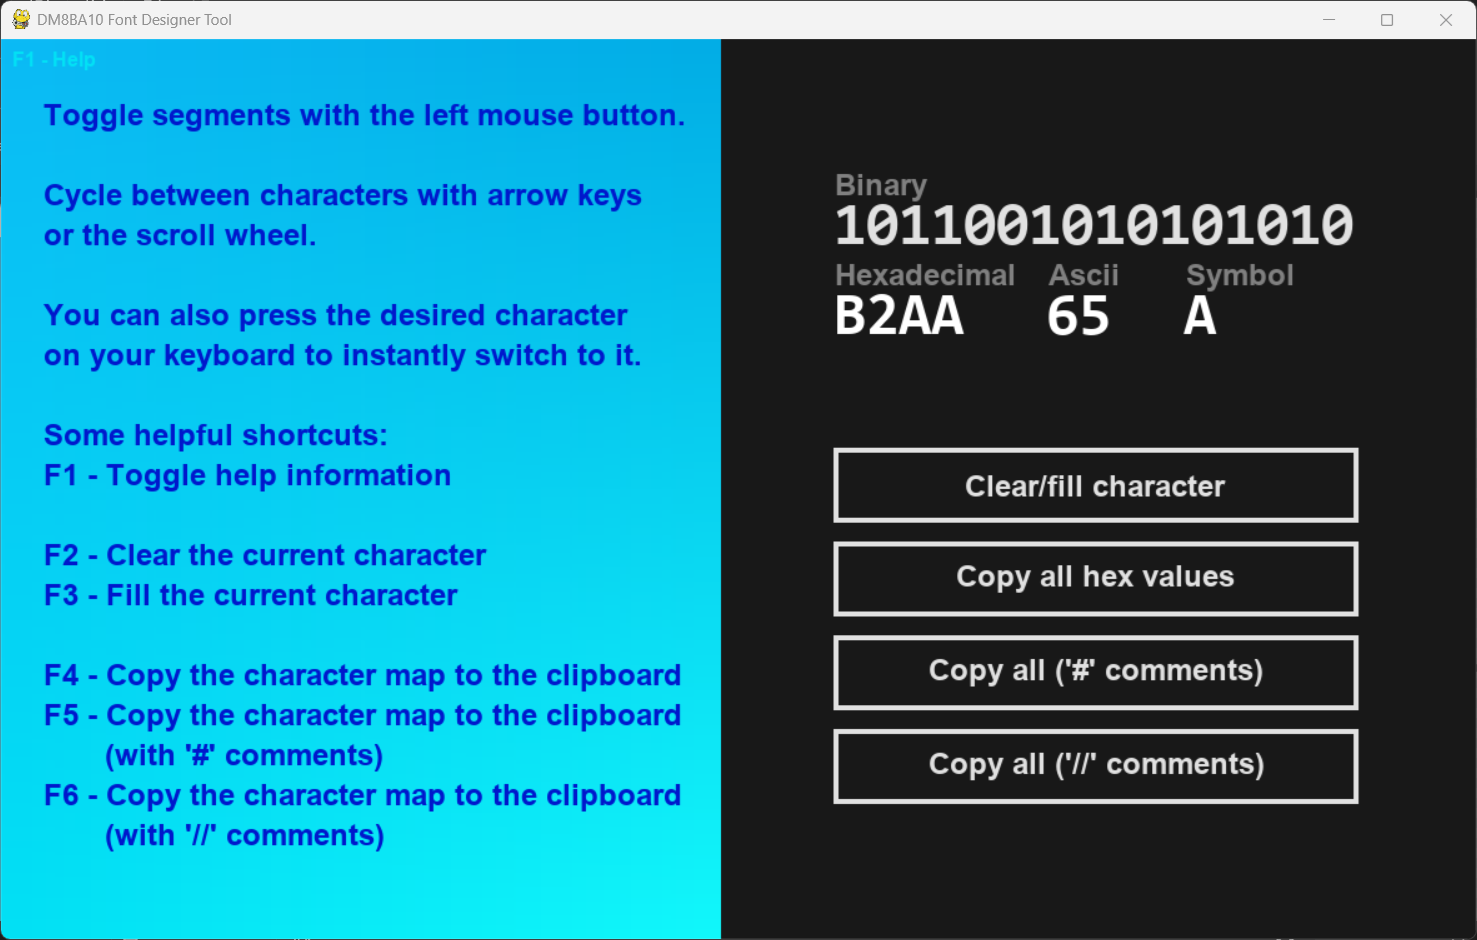 DM8BA10 Font Designer Tool
F1 - Help
Toggle segments with the left mouse button.
Cycle between characters with arrow keys
or the scroll wheel.
You can also press the desired character
on your keyboard to instantly switch to it.
Some helpful shortcuts:
F1 - Toggle help information
F2 - Clear the current character
F3 - Fill the current character
F4 - Copy the character map to the clipboard
F5 - Copy the character map to the clipboard
(with '#' comments)
F6 - Copy the character map to the clipboard
(with '//' comments)
Binary
1011001010101010
Hexadecimal Ascii Symbol
B2AA 65 A
Clear/fill character
Copy all hex values
Copy all ('#' comments)
Copy all ('//' comments)